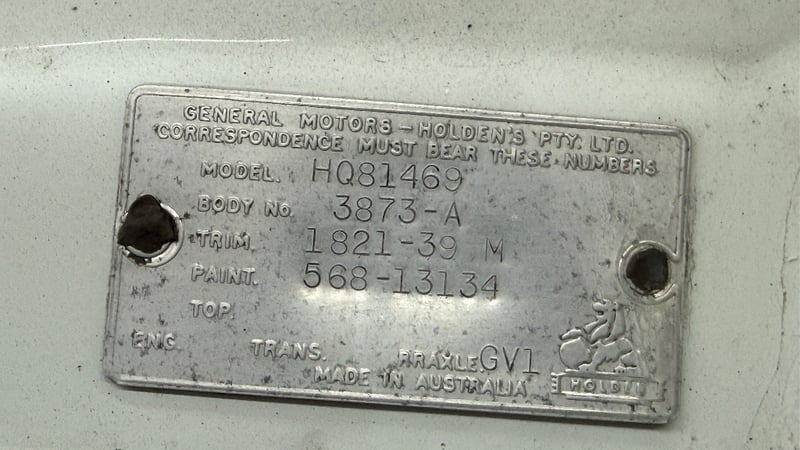 GENERAL MOTORS – HOLDEN'S PTY. LTD.
CORRESPONDENCE MUST BEAR THESE NUMBERS
MODEL. HQ81469
BODY NO. 3873-A
TRIM. 1821-39 M
PAINT. 568-13134
TOP.
ENG. TRANS. RRAXLE GV1
MADE IN AUSTRALIA
HOLDEN